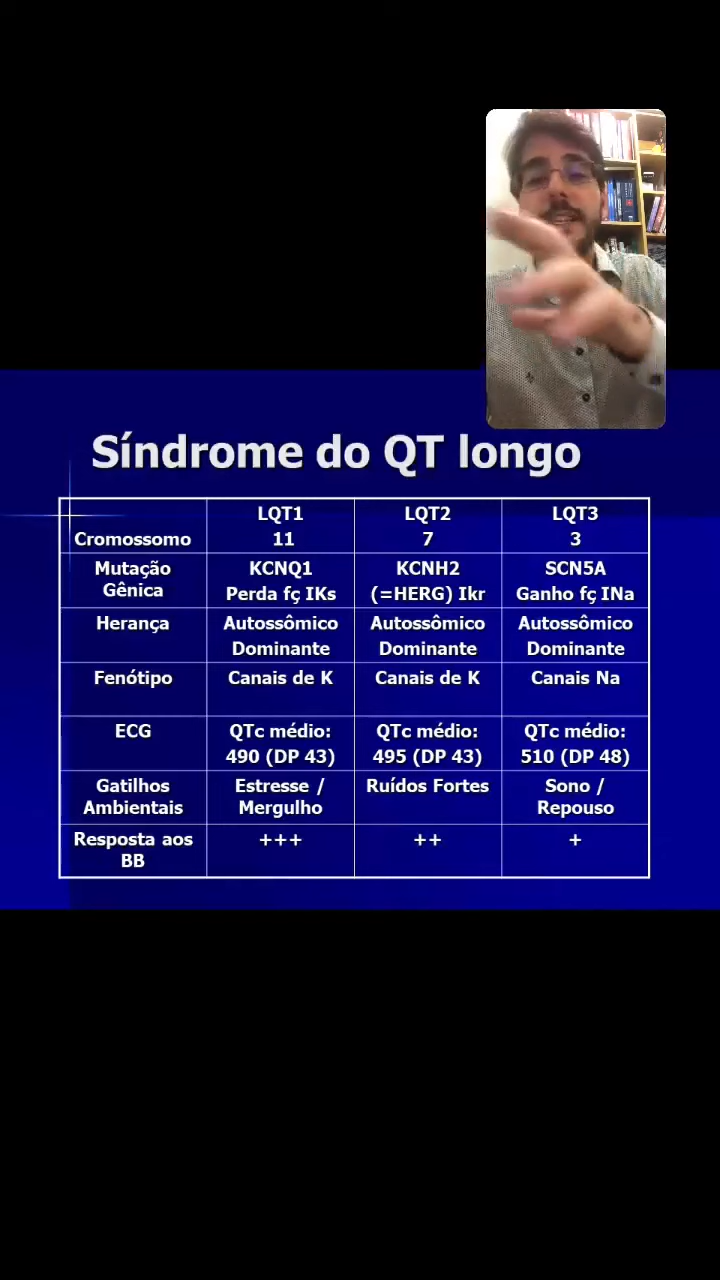 Síndrome do QT longo
LQT1 LQT2 LQT3
Cromossomo 11 7 3
Mutação KCNQ1 KCNH2 SCN5A
Gênica Perda fç IKs (=HERG) Ikr Ganho fç INa
Herança Autossômico Autossômico Autossômico
Dominante Dominante Dominante
Fenótipo Canais de K Canais de K Canais Na
ECG QTc médio: QTc médio: QTc médio:
490 (DP 43) 495 (DP 43) 510 (DP 48)
Gatilhos Estresse / Ruídos Fortes Sono /
Ambientais Mergulho Repouso
Resposta aos +++ ++ +
BB